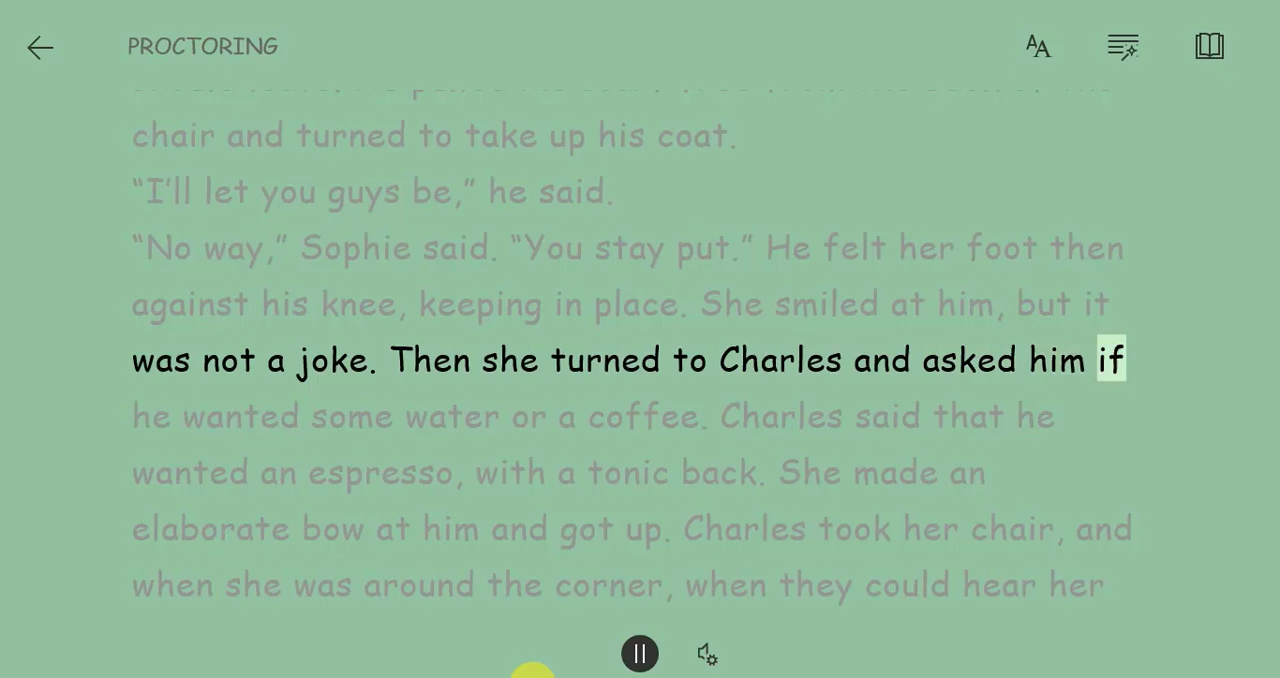 PROCTORING
AA
chair and turned to take up his coat.
“I’ll let you guys be,” he said.
“No way,” Sophie said. “You stay put.” He felt her foot then
against his knee, keeping in place. She smiled at him, but it
was not a joke. Then she turned to Charles and asked him if
he wanted some water or a coffee. Charles said that he
wanted an espresso, with a tonic back. She made an
elaborate bow at him and got up. Charles took her chair, and
when she was around the corner, when they could hear her